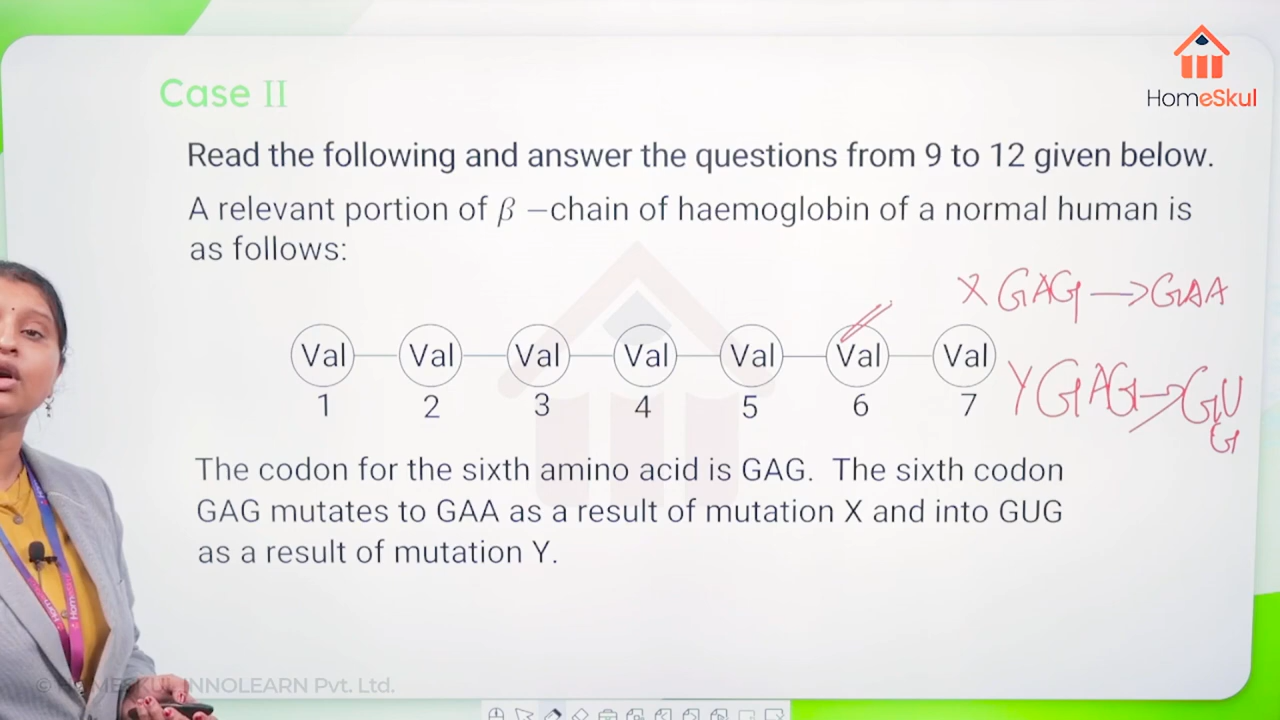 HomeSkul
Case II
Read the following and answer the questions from 9 to 12 given below.
A relevant portion of β –chain of haemoglobin of a normal human is
as follows:
X GAG → GAA
Val Val Val Val Val Val Val
1 2 3 4 5 6 7
Y GAG → GU
G
The codon for the sixth amino acid is GAG. The sixth codon
GAG mutates to GAA as a result of mutation X and into GUG
as a result of mutation Y.
© HOMESKUL INNOLEARN Pvt. Ltd.